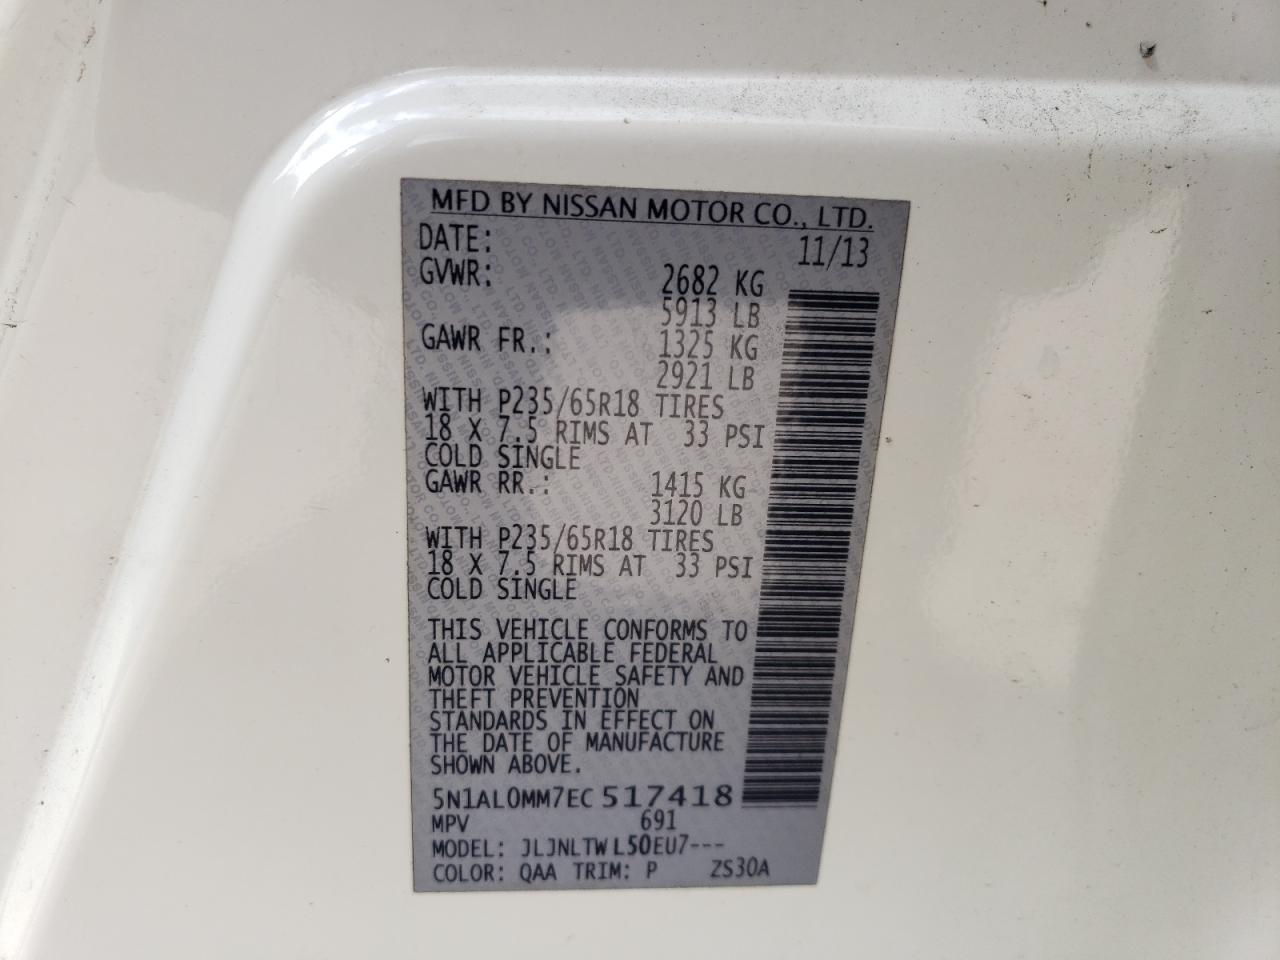 MFD BY NISSAN MOTOR CO., LTD.
DATE: 11/13
GVWR: 2682 KG
5913 LB
GAWR FR.: 1325 KG
2921 LB
WITH P235/65R18 TIRES
18 X 7.5 RIMS AT 33 PSI
COLD SINGLE
GAWR RR.: 1415 KG
3120 LB
WITH P235/65R18 TIRES
18 X 7.5 RIMS AT 33 PSI
COLD SINGLE
THIS VEHICLE CONFORMS TO
ALL APPLICABLE FEDERAL
MOTOR VEHICLE SAFETY AND
THEFT PREVENTION
STANDARDS IN EFFECT ON
THE DATE OF MANUFACTURE
SHOWN ABOVE.
5N1AL0MM7EC 517418
MPV 691
MODEL: JLJNLTW L50EU7---
COLOR: QAA TRIM: P ZS30A